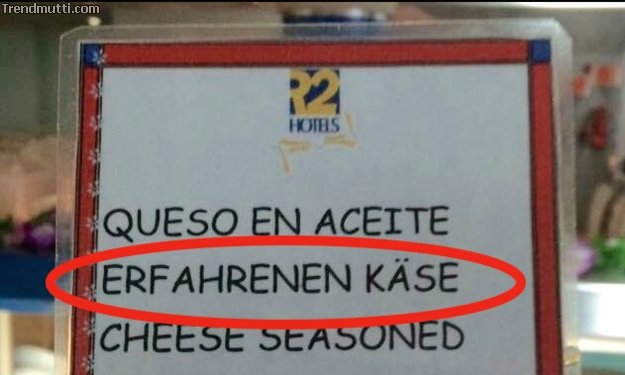 Trendmutti.com
R2
HOTELS
QUESO EN ACEITE
ERFAHRENEN KÄSE
CHEESE SEASONED